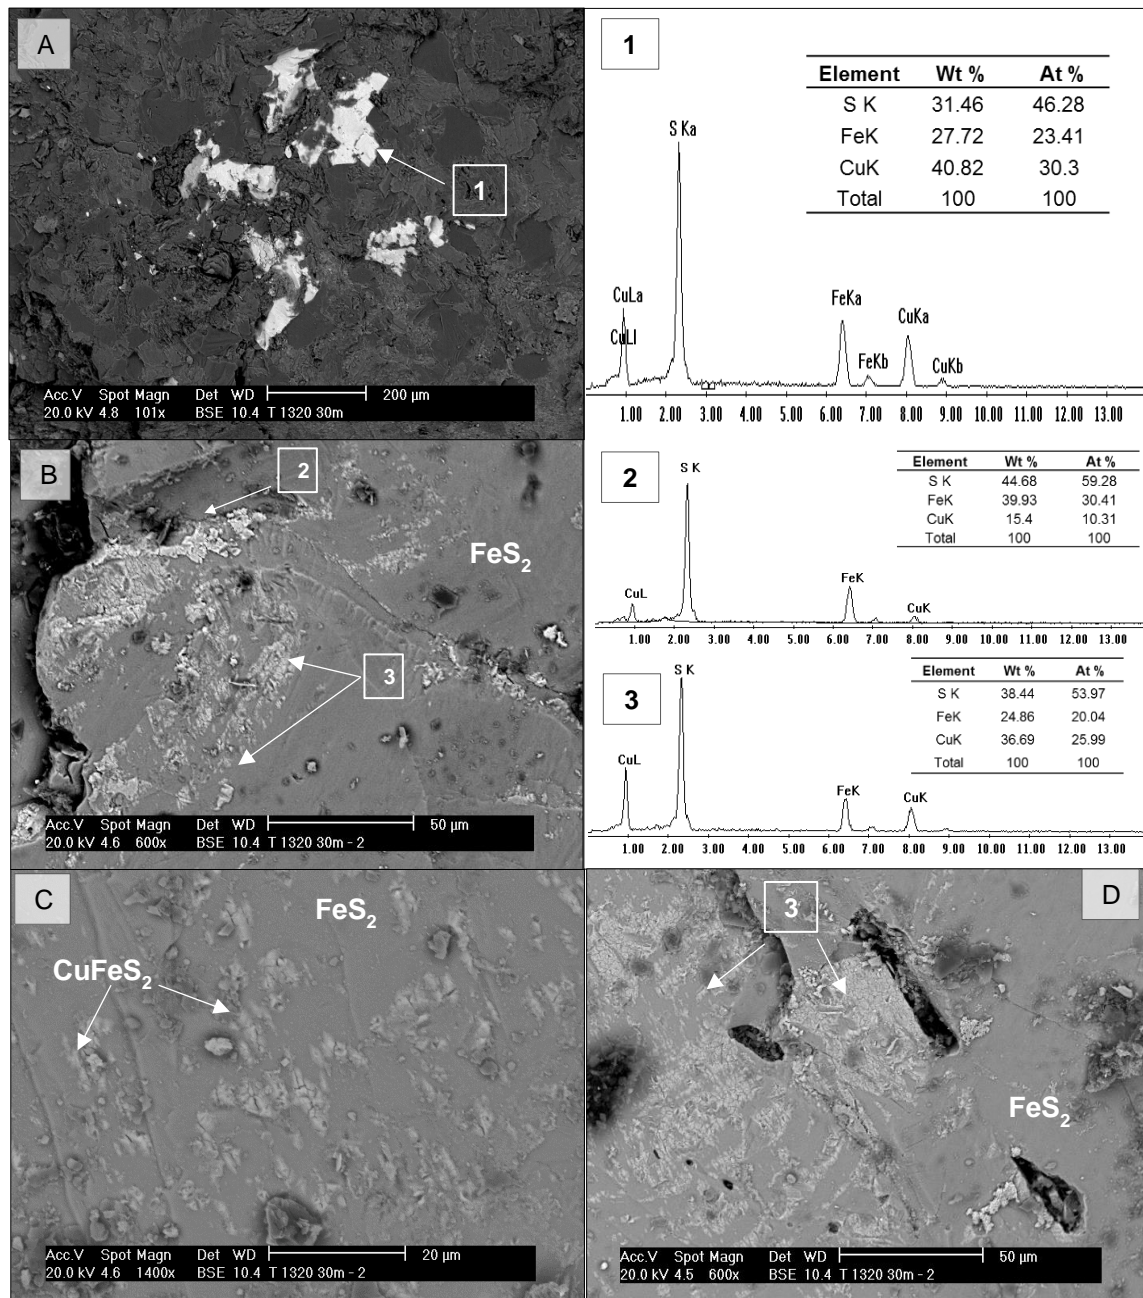 A
1
Acc.V Spot Magn Det WD 200 µm
20.0 kV 4.8 101x BSE 10.4 T 1320 30m
1
Element Wt % At %
S K 31.46 46.28
FeK 27.72 23.41
CuK 40.82 30.3
Total 100 100
S Ka
CuLa
CuLl
FeKa
FeKb
CuKa
CuKb
1.00 2.00 3.00 4.00 5.00 6.00 7.00 8.00 9.00 10.00 11.00 12.00 13.00
B
2
FeS2
3
Acc.V Spot Magn Det WD 50 µm
20.0 kV 4.6 600x BSE 10.4 T 1320 30m - 2
2
Element Wt % At %
S K 44.68 59.28
FeK 39.93 30.41
CuK 15.4 10.31
Total 100 100
S K
CuL
FeK
CuK
1.00 2.00 3.00 4.00 5.00 6.00 7.00 8.00 9.00 10.00 11.00 12.00 13.00
3
Element Wt % At %
S K 38.44 53.97
FeK 24.86 20.04
CuK 36.69 25.99
Total 100 100
S K
CuL
FeK
CuK
1.00 2.00 3.00 4.00 5.00 6.00 7.00 8.00 9.00 10.00 11.00 12.00 13.00
C
FeS2
CuFeS2
Acc.V Spot Magn Det WD 20 µm
20.0 kV 4.6 1400x BSE 10.4 T 1320 30m - 2
D
3
FeS2
Acc.V Spot Magn Det WD 50 µm
20.0 kV 4.5 600x BSE 10.4 T 1320 30m - 2